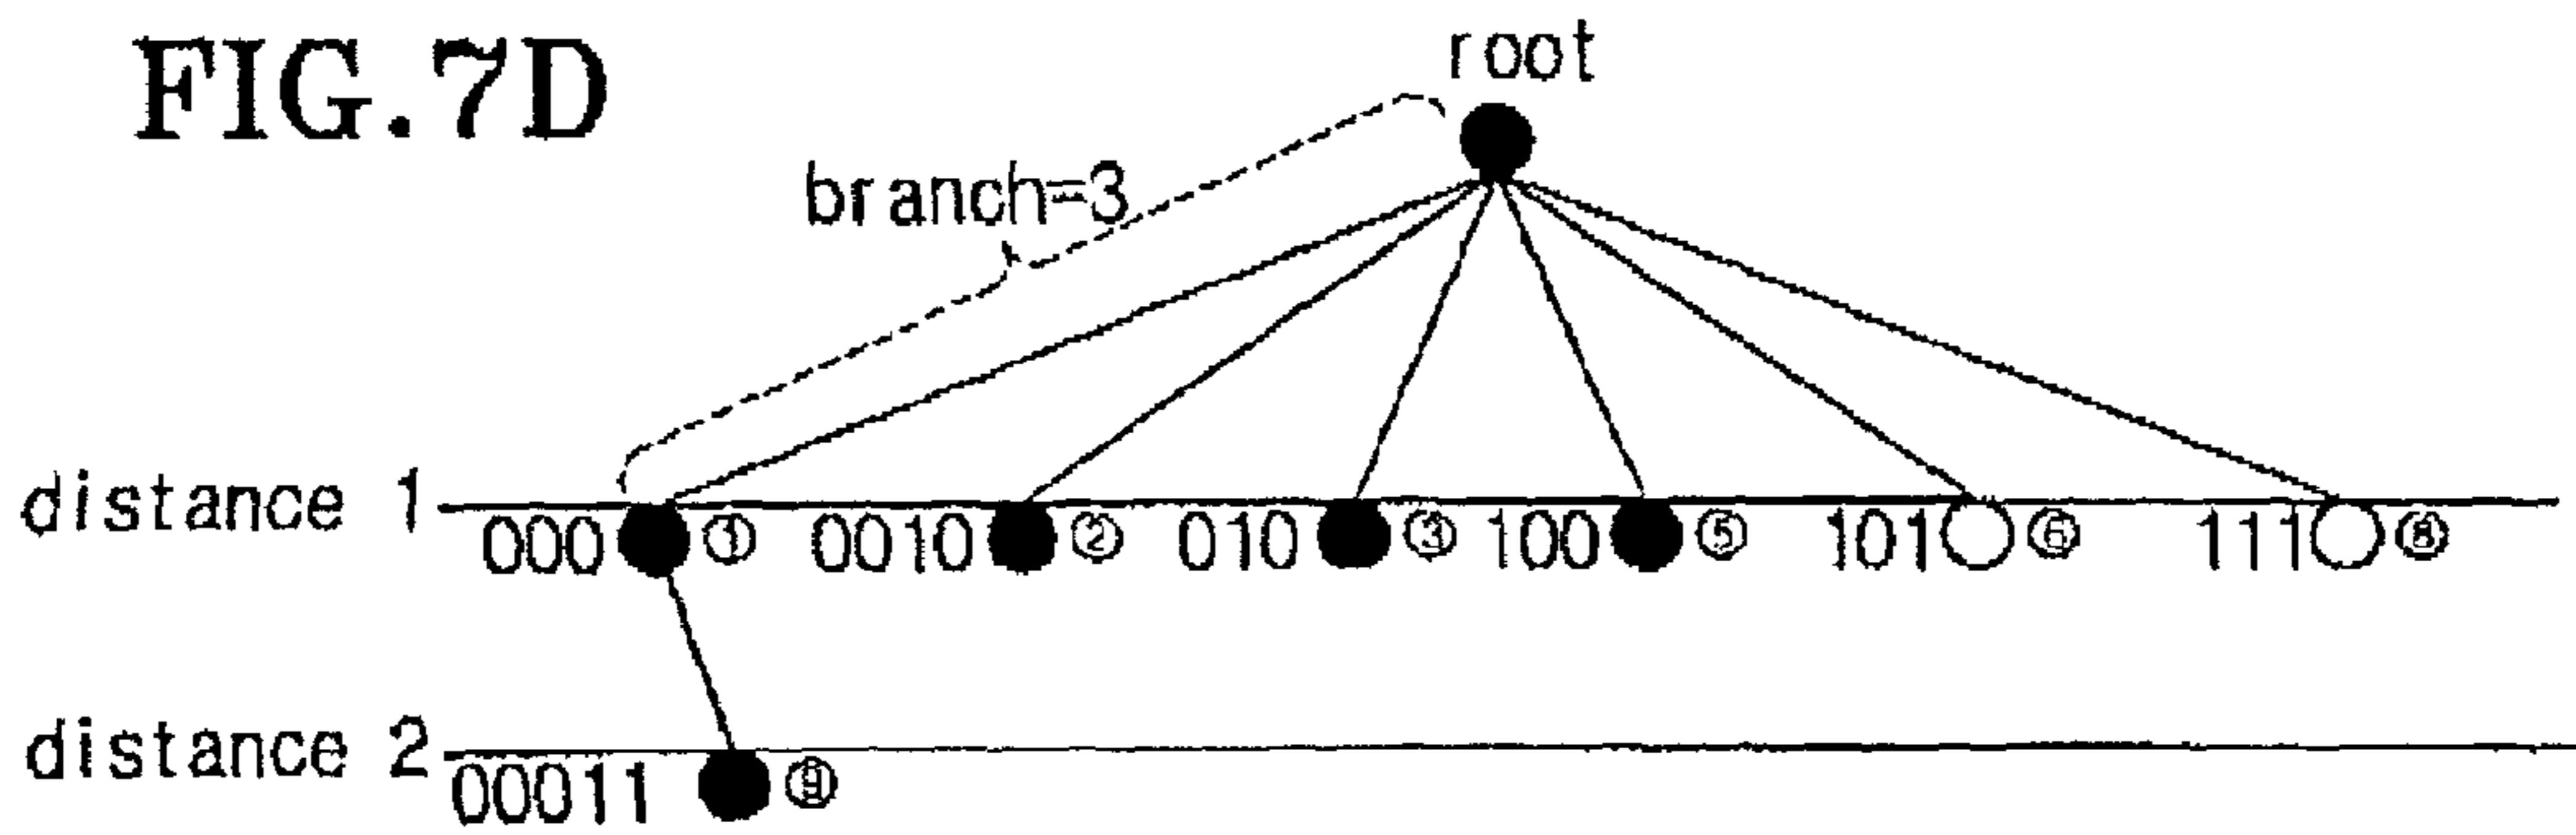 FIG.7D
root
branch=3
distance 1 000 ① 0010 ② 010 ③ 100 ⑤ 101 ⑥ 111 ⑧
distance 2 00011 ⑨